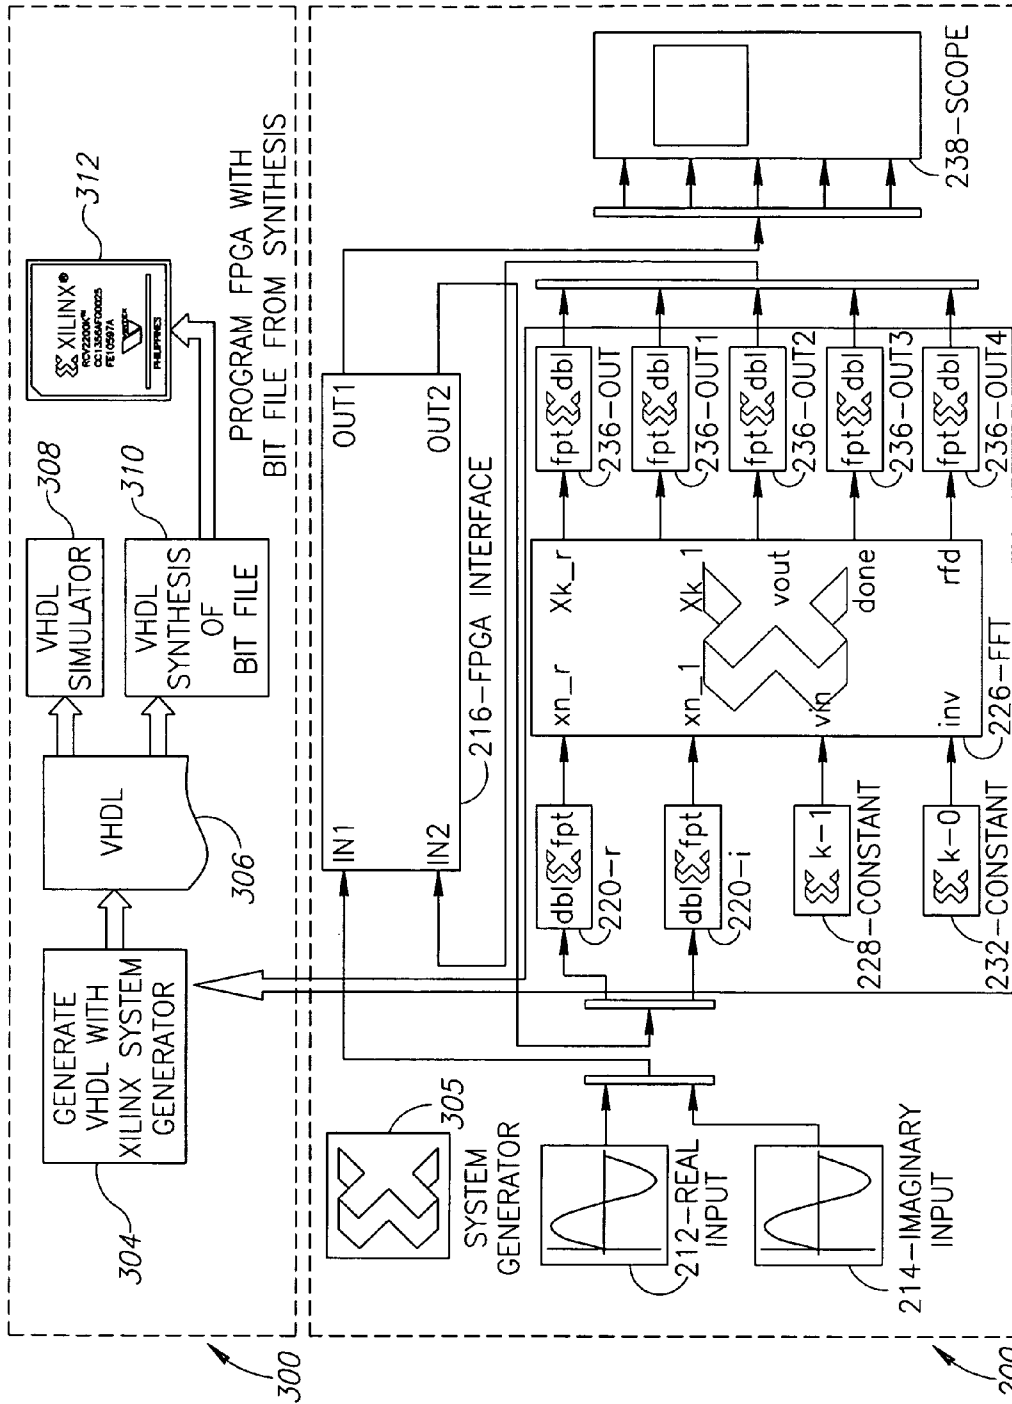 300
304
GENERATE
VHDL WITH
XILINX SYSTEM
GENERATOR
VHDL
306
VHDL
SIMULATOR
308
VHDL
SYNTHESIS
OF
BIT FILE
310
XILINX®
PHILIPPINES
312
PROGRAM FPGA WITH
BIT FILE FROM SYNTHESIS
200
305
SYSTEM
GENERATOR
212-REAL
INPUT
214-IMAGINARY
INPUT
IN1
IN2
OUT1
OUT2
216-FPGA INTERFACE
dbl fpt
220-r
dbl fpt
220-i
k-1
228-CONSTANT
k-0
232-CONSTANT
xn_r
xn_1
vin
inv
Xk_r
Xk_1
vout
done
rfd
226-FFT
fpt dbl
236-OUT
fpt dbl
236-OUT1
fpt dbl
236-OUT2
fpt dbl
236-OUT3
fpt dbl
236-OUT4
238-SCOPE